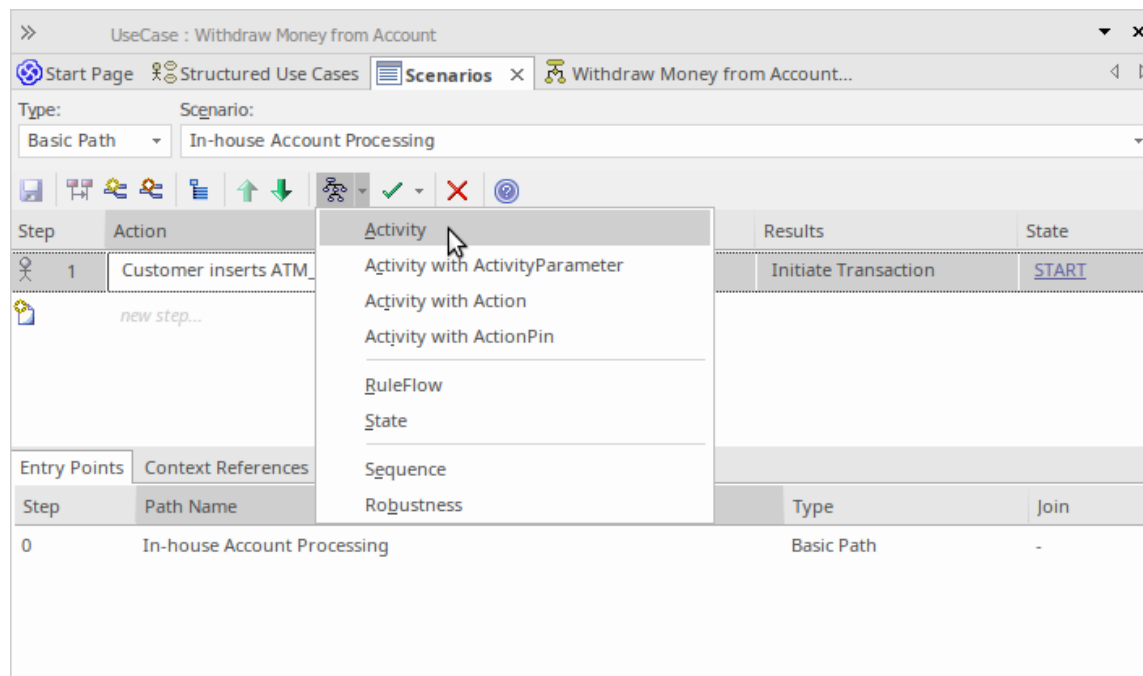 UseCase : Withdraw Money from Account
Start Page Structured Use Cases Scenarios Withdraw Money from Account...
Type: Scenario:
Basic Path In-house Account Processing
Step Action Results State
1 Customer inserts ATM_ Initiate Transaction START
new step...
Activity
Activity with ActivityParameter
Activity with Action
Activity with ActionPin
RuleFlow
State
Sequence
Robustness
Entry Points Context References
Step Path Name Type Join
0 In-house Account Processing Basic Path -